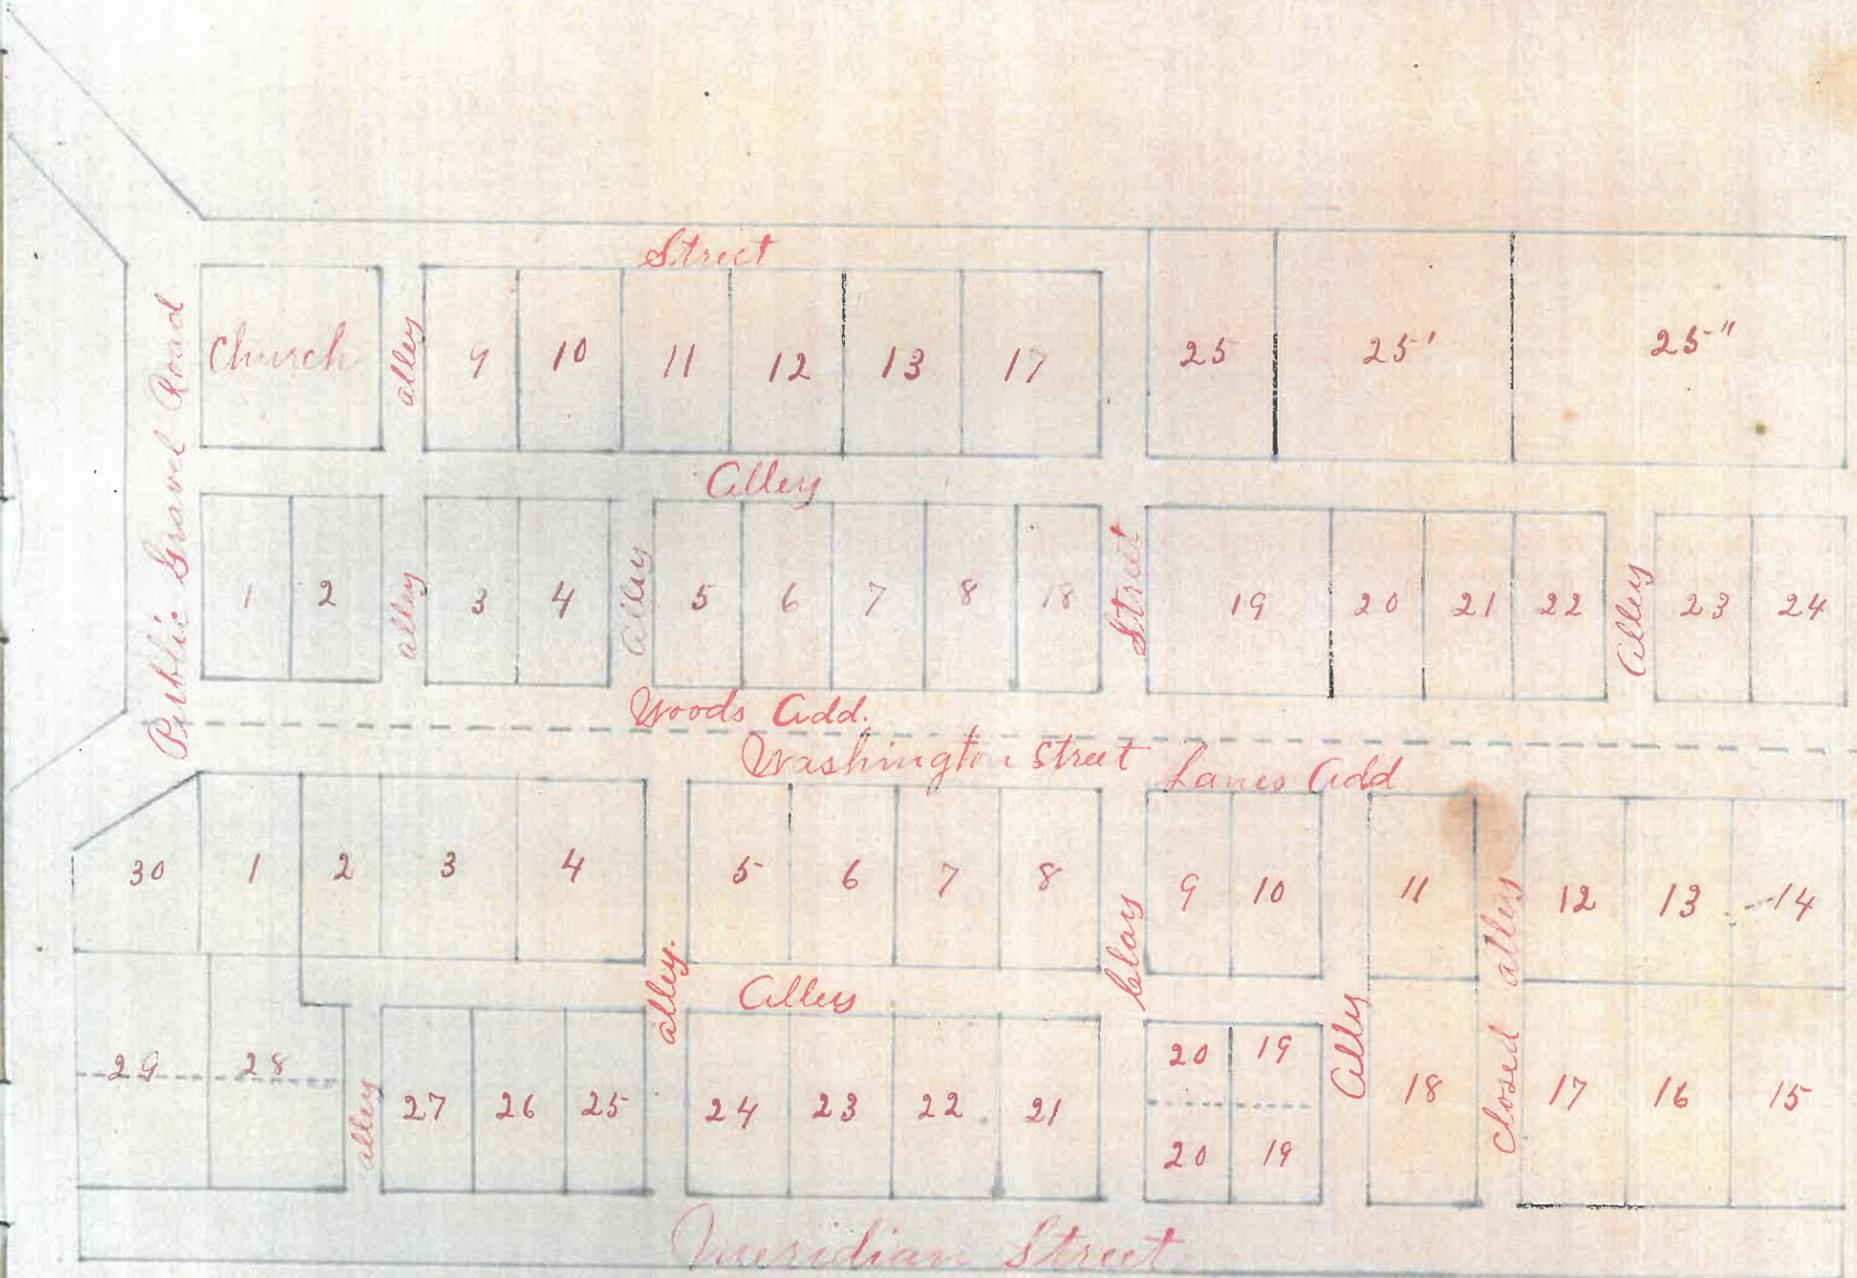 Street
Public Gravel Road
Church
alley
9 10 11 12 13 17
25 25' 25"
Alley
1 2
alley
3 4
Alley
5 6 7 8 18
Street
19 20 21 22
Alley
23 24
Woods Add.
Washington Street
Lanes Add
30 1 2 3 4
5 6 7 8
Clay
9 10
11
12 13 14
alley.
Alley
Alley
Closed alley
29 28
alley
27 26 25
24 23 22 21
20 19
20 19
18
17 16 15
Meridian Street